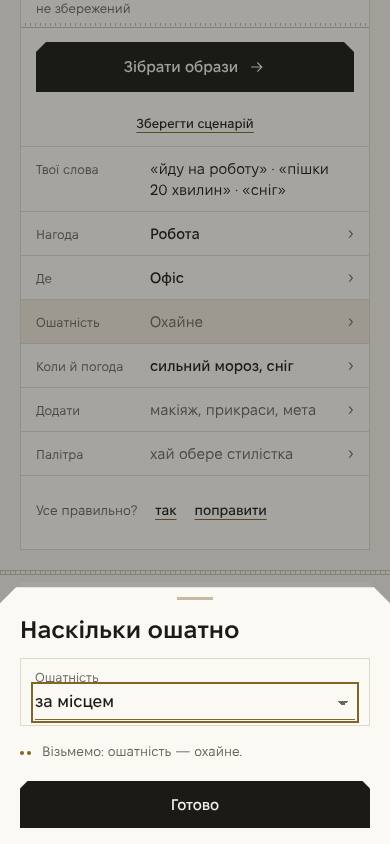 не збережений
Зібрати образи →
Зберегти сценарій
Твої слова
«йду на роботу» · «пішки
20 хвилин» · «сніг»
Нагода Робота
Де Офіс
Ошатність Охайне
Коли й погода сильний мороз, сніг
Додати макіяж, прикраси, мета
Палітра хай обере стилістка
Усе правильно? так поправити
Наскільки ошатно
Ошатність
за місцем
Візьмемо: ошатність — охайне.
Готово